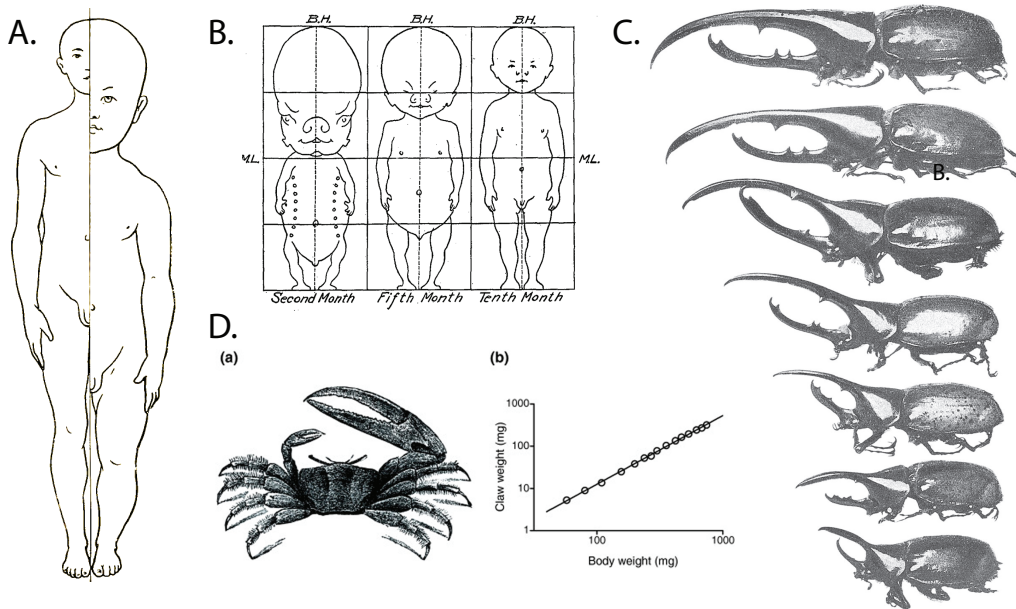 A.
B.
B.H.
B.H.
B.H.
M.L.
M.L.
Second Month
Fifth Month
Tenth Month
C.
B.
D.
(a)
(b)
Claw weight (mg)
1000
100
10
1
100
1000
Body weight (mg)